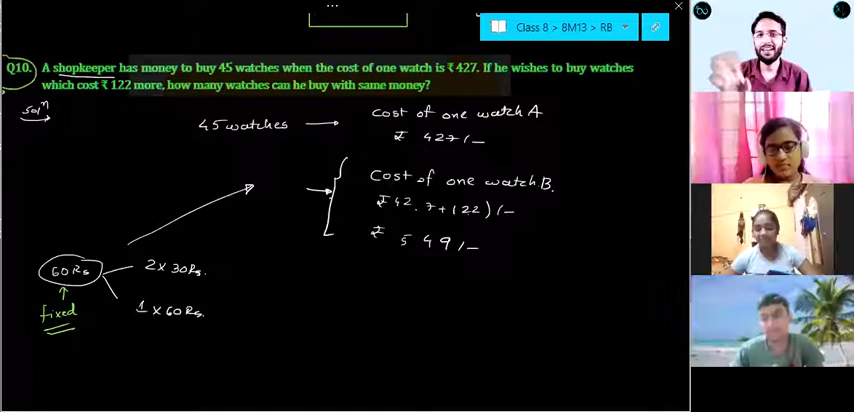 Class 8 > 8M13 > RB
Q10. A shopkeeper has money to buy 45 watches when the cost of one watch is ₹ 427. If he wishes to buy watches
which cost ₹ 122 more, how many watches can he buy with same money?
Solⁿ
45 watches → Cost of one watch A
₹ 427/-
Cost of one watch B.
₹ 42.7+122)/-
₹ 549/-
60 Rs
2 x 30 Rs.
fixed
1 x 60 Rs.